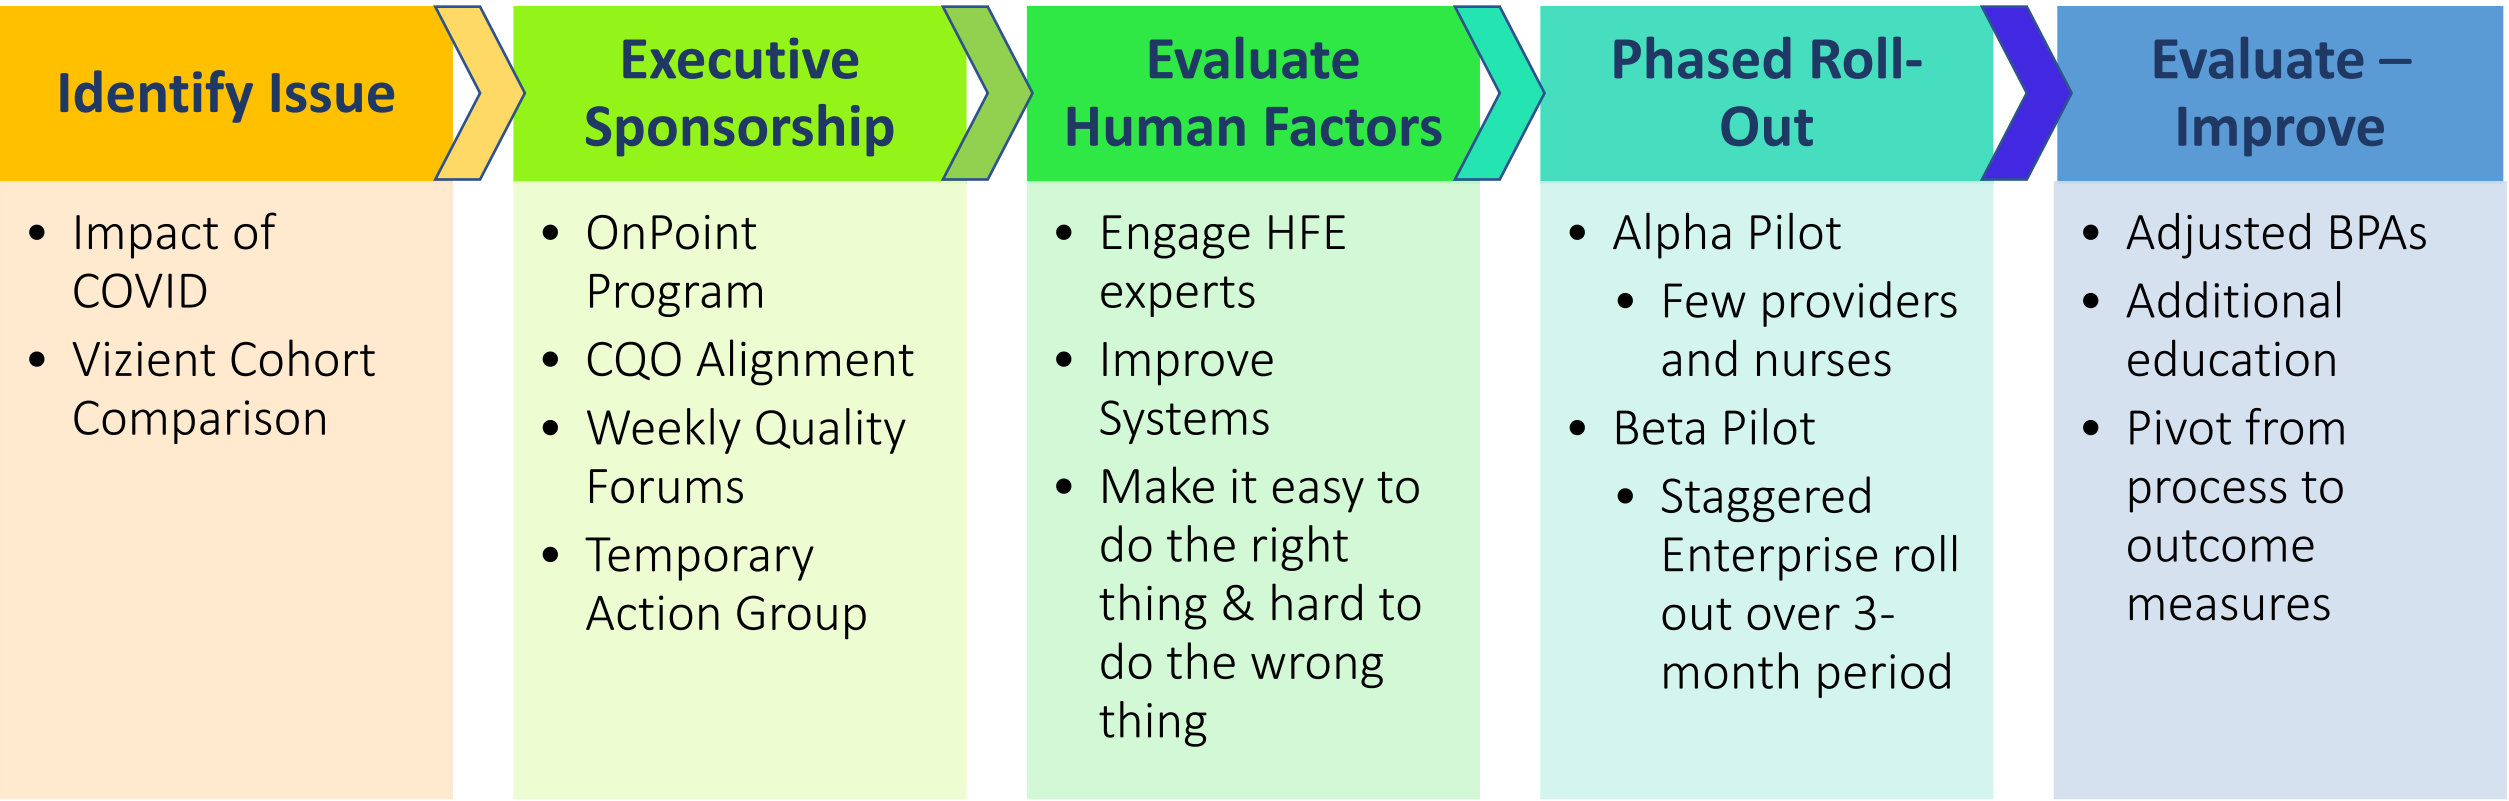 Identify Issue
Impact of
COVID
Vizient Cohort
Comparison
Executive
Sponsorship
OnPoint
Program
CQO Alignment
Weekly Quality
Forums
Temporary
Action Group
Evaluate
Human Factors
Engage HFE
experts
Improve
Systems
Make it easy to
do the right
thing & hard to
do the wrong
thing
Phased Roll-
Out
Alpha Pilot
Few providers
and nurses
Beta Pilot
Staggered
Enterprise roll
out over 3-
month period
Evaluate —
Improve
Adjusted BPAs
Additional
education
Pivot from
process to
outcome
measures